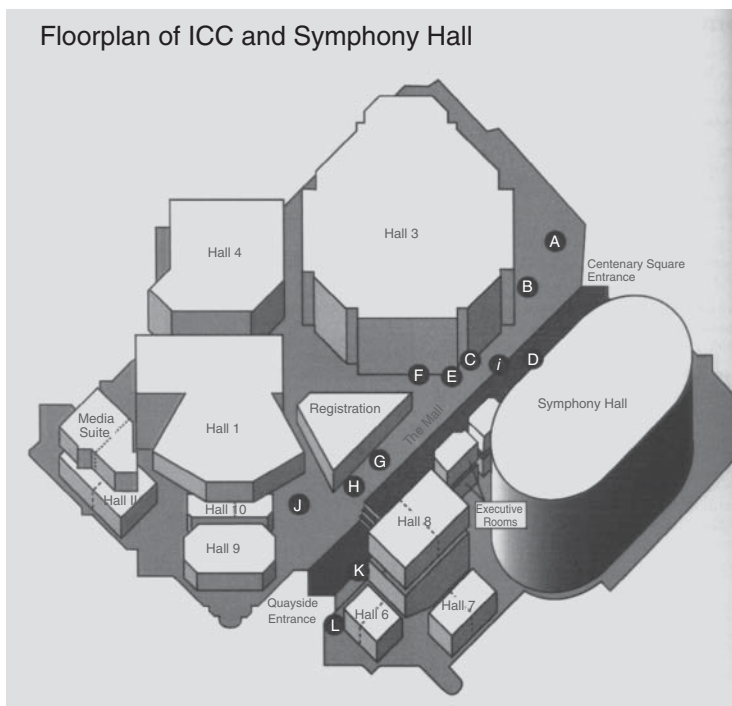 Floorplan of ICC and Symphony Hall
Hall 3
Hall 4
A
Centenary Square
Entrance
B
C
i
D
F
E
Symphony Hall
Registration
The Mall
Media
Suite
Hall 1
G
H
Hall II
Hall 10
J
Hall 8
Executive
Rooms
Hall 9
K
Quayside
Entrance
L
Hall 6
Hall 7